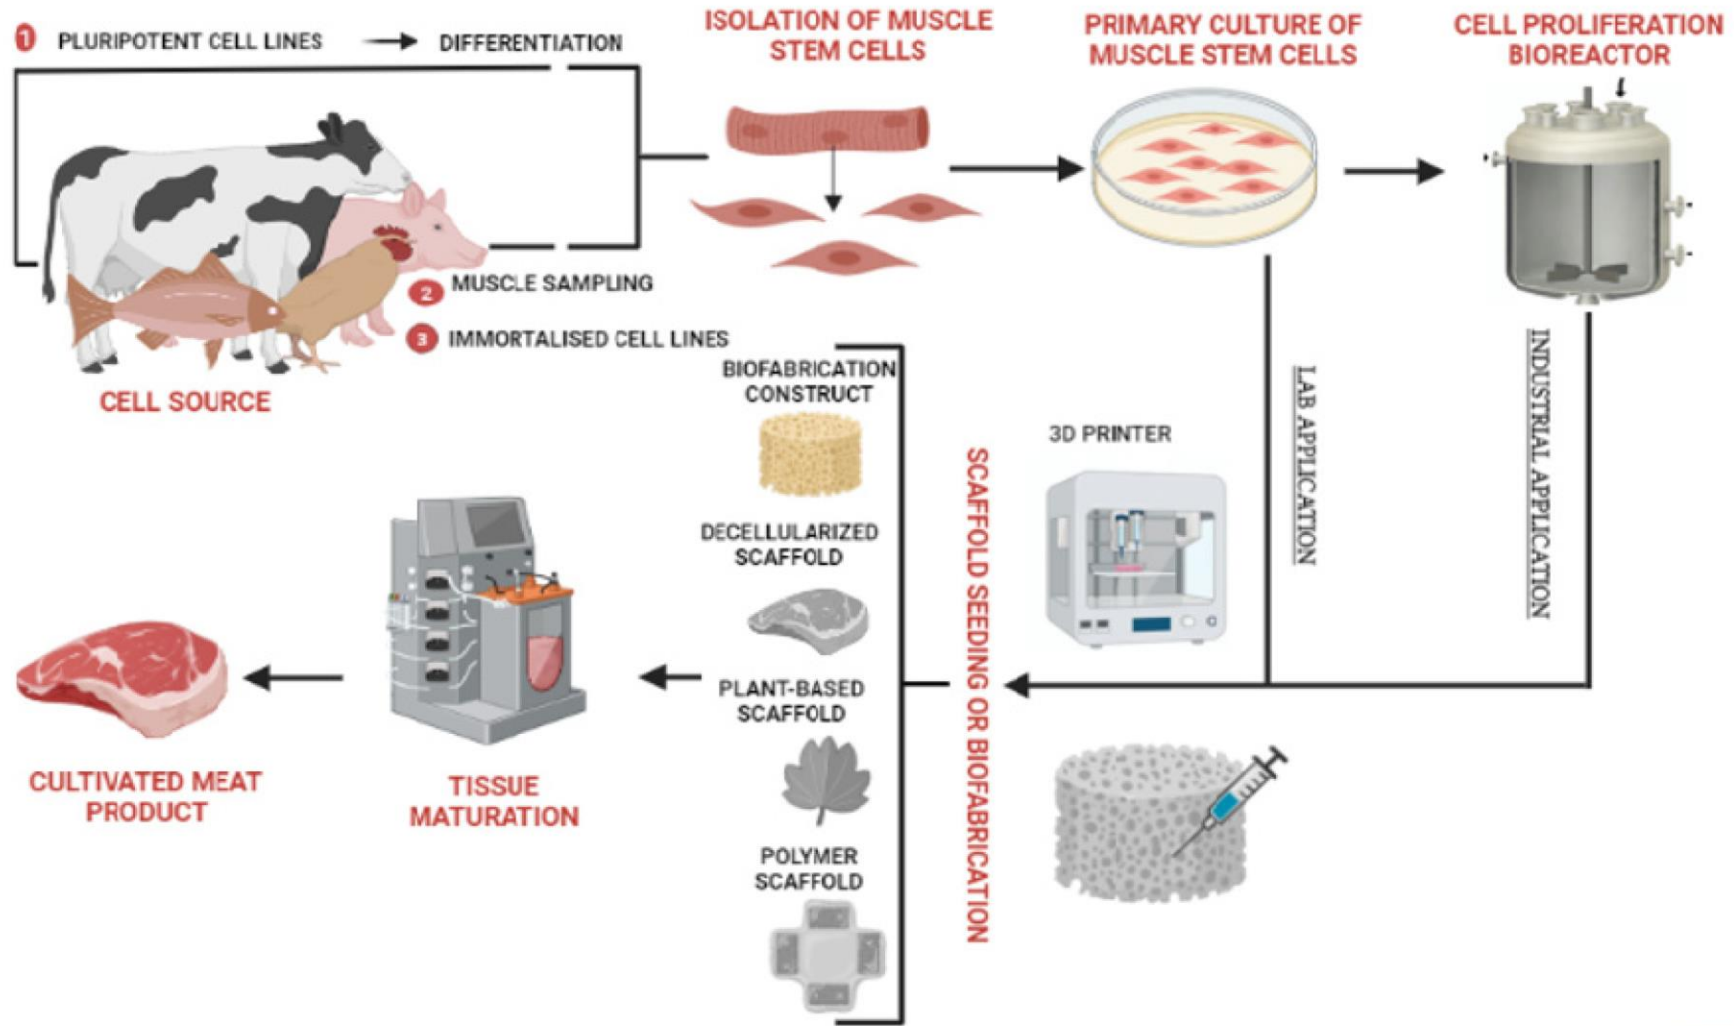 1 PLURIPOTENT CELL LINES → DIFFERENTIATION
ISOLATION OF MUSCLE
STEM CELLS
PRIMARY CULTURE OF
MUSCLE STEM CELLS
CELL PROLIFERATION
BIOREACTOR
2 MUSCLE SAMPLING
3 IMMORTALISED CELL LINES
CELL SOURCE
LAB APPLICATION
INDUSTRIAL APPLICATION
3D PRINTER
SCAFFOLD SEEDING OR BIOFABRICATION
BIOFABRICATION
CONSTRUCT
DECELLULARIZED
SCAFFOLD
PLANT-BASED
SCAFFOLD
POLYMER
SCAFFOLD
TISSUE
MATURATION
CULTIVATED MEAT
PRODUCT